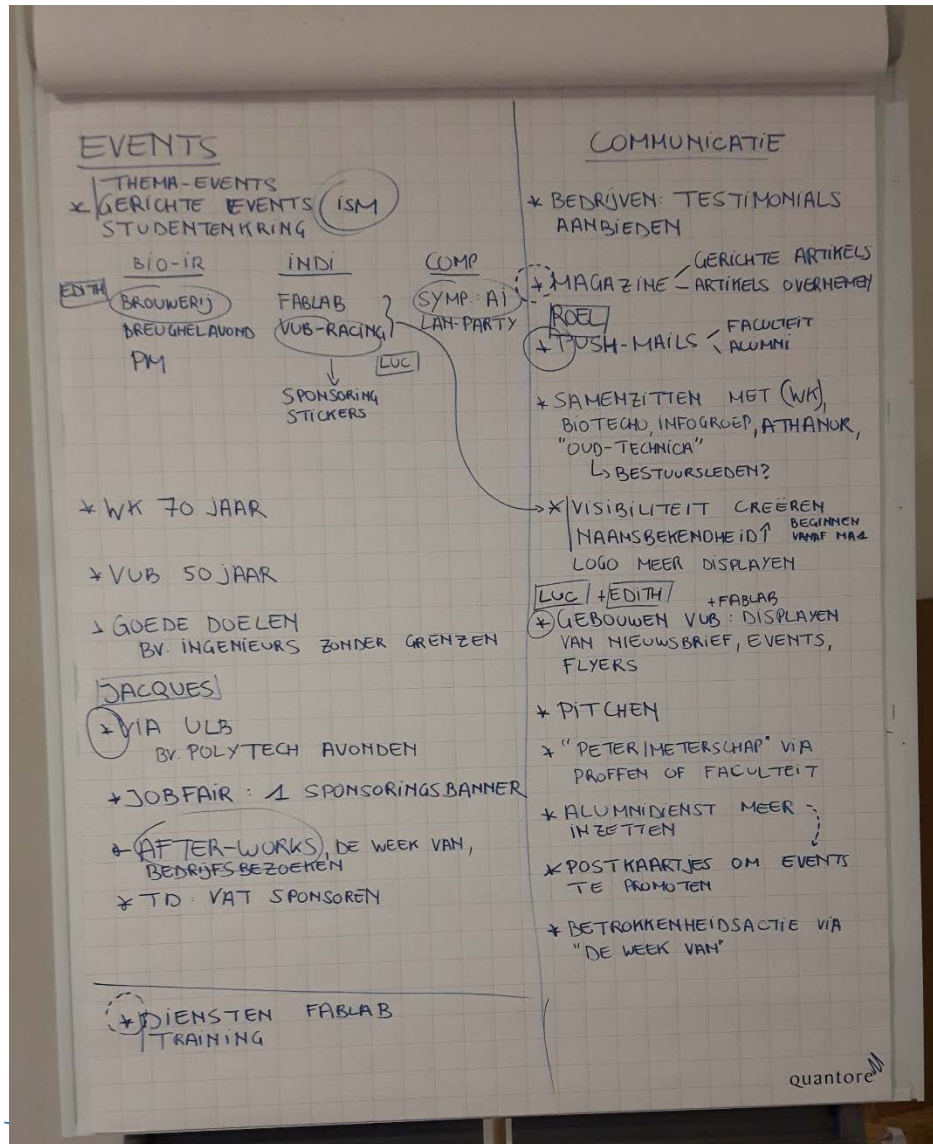 EVENTS
THEMA-EVENTS
* GERICHTE EVENTS ISM
STUDENTENKRING
BIO-IR
EDITH
BROUWERIJ
BREUGHELAVOND
PM
INDI
FABLAB
VUB-RACING
LUC
SPONSORING
STICKERS
COMP
SYMP. AI
LAN-PARTY
* WK 70 JAAR
* VUB 50 JAAR
* GOEDE DOELEN
BV. INGENIEURS ZONDER GRENZEN
JACQUES
* VIA ULB
BV. POLYTECH AVONDEN
* JOBFAIR : 1 SPONSORINGSBANNER
* AFTER-WORKS, DE WEEK VAN,
BEDRIJFSBEZOEKEN
* TD : VAT SPONSOREN
* DIENSTEN FABLAB
TRAINING
COMMUNICATIE
* BEDRIJVEN: TESTIMONIALS
AANBIEDEN
* MAGAZINE - GERICHTE ARTIKELS
- ARTIKELS OVERNEMEN
ROEL
* PUSH-MAILS FACULTEIT
ALUMNI
* SAMENZITTEN MET (WK),
BIOTECHO, INFOGROEP, ATHANOR,
"OUD-TECHNICA"
↳ BESTUURSLEDEN?
* VISIBILITEIT CREËREN
NAAMSBEKENDHEID ↑ BEGINNEN
VANAF MA1
LOGO MEER DISPLAYEN
LUC + EDITH + FABLAB
* GEBOUWEN VUB : DISPLAYEN
VAN NIEUWSBRIEF, EVENTS,
FLYERS
* PITCHEN
* "PETER/METERSCHAP" VIA
PROFFEN OF FACULTEIT
* ALUMNIDIENST MEER
INZETTEN
* POSTKAARTJES OM EVENTS
TE PROMOTEN
* BETROKKENHEIDSACTIE VIA
"DE WEEK VAN"
quantore